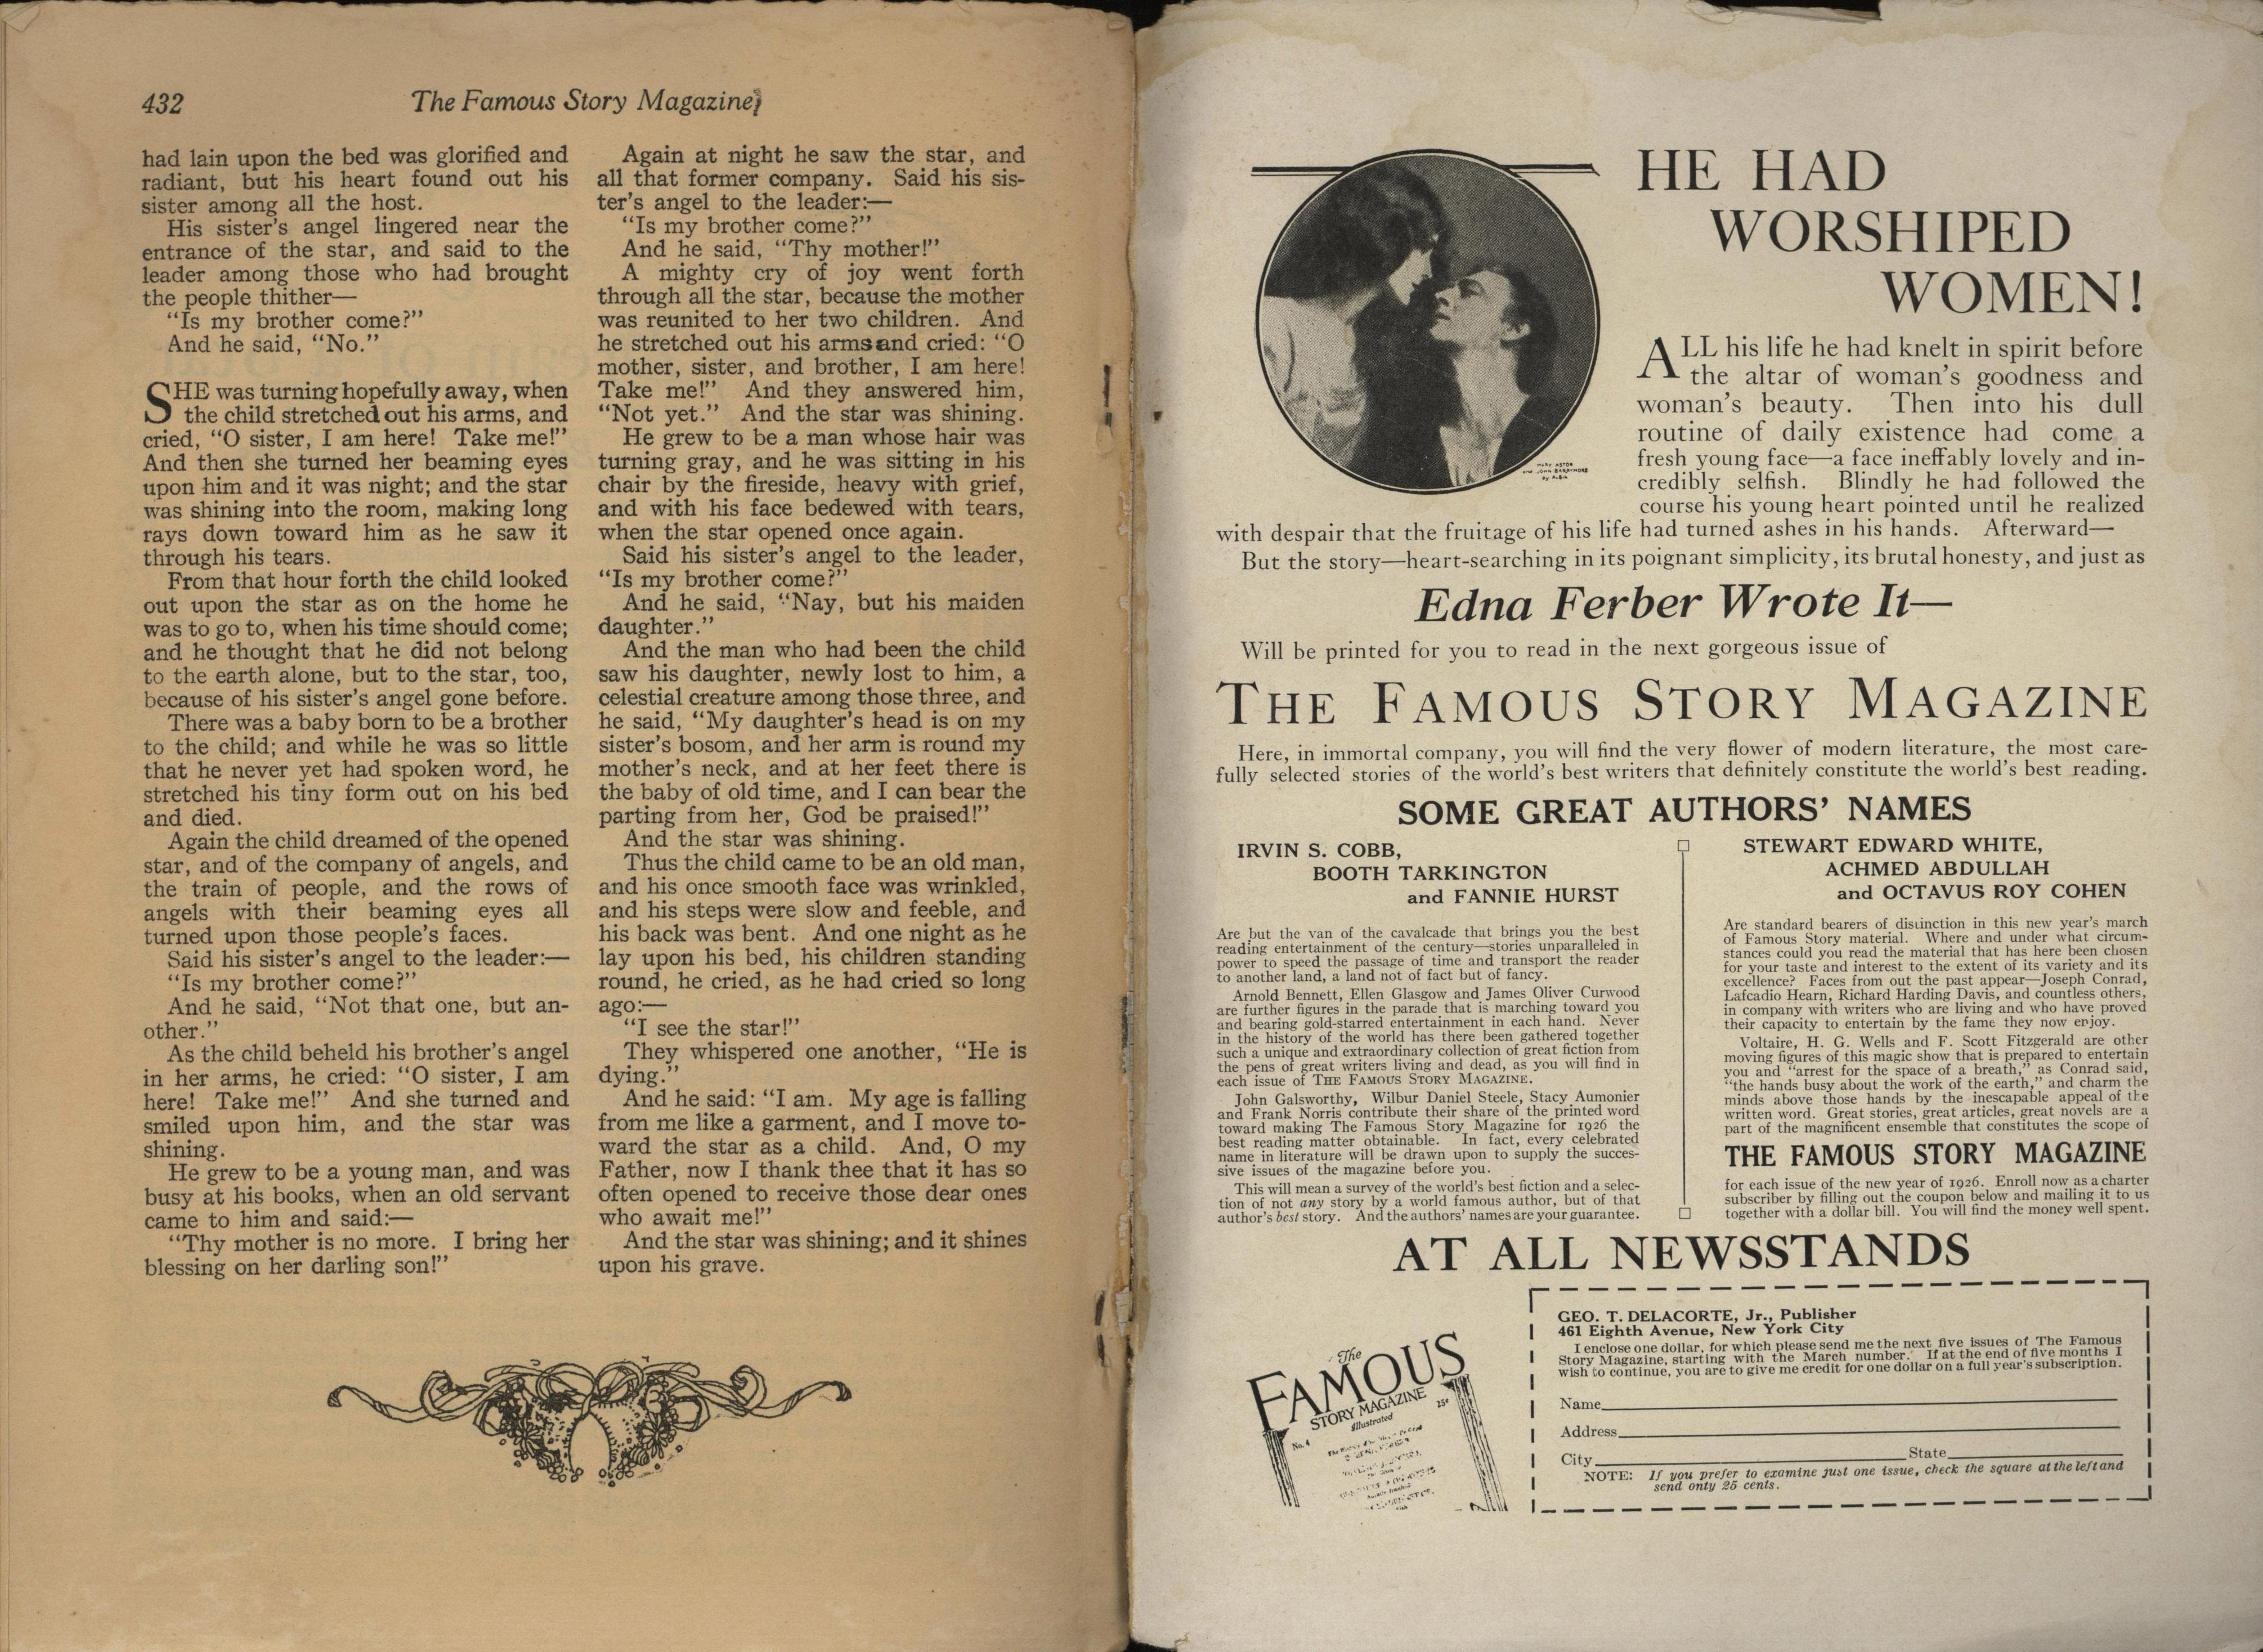 432
The Famous Story Magazine
had lain upon the bed was glorified and
radiant, but his heart found out his
sister among all the host.
His sister's angel lingered near the
entrance of the star, and said to the
leader among those who had brought
the people thither—
"Is my brother come?"
And he said, "No."
SHE was turning hopefully away, when
the child stretched out his arms, and
cried, "O sister, I am here! Take me!"
And then she turned her beaming eyes
upon him and it was night; and the star
was shining into the room, making long
rays down toward him as he saw it
through his tears.
From that hour forth the child looked
out upon the star as on the home he
was to go to, when his time should come;
and he thought that he did not belong
to the earth alone, but to the star, too,
because of his sister's angel gone before.
There was a baby born to be a brother
to the child; and while he was so little
that he never yet had spoken word, he
stretched his tiny form out on his bed
and died.
Again the child dreamed of the opened
star, and of the company of angels, and
the train of people, and the rows of
angels with their beaming eyes all
turned upon those people's faces.
Said his sister's angel to the leader:—
"Is my brother come?"
And he said, "Not that one, but an-
other."
As the child beheld his brother's angel
in her arms, he cried: "O sister, I am
here! Take me!" And she turned and
smiled upon him, and the star was
shining.
He grew to be a young man, and was
busy at his books, when an old servant
came to him and said:—
"Thy mother is no more. I bring her
blessing on her darling son!"
Again at night he saw the star, and
all that former company. Said his sis-
ter's angel to the leader:—
"Is my brother come?"
And he said, "Thy mother!"
A mighty cry of joy went forth
through all the star, because the mother
was reunited to her two children. And
he stretched out his arms and cried: "O
mother, sister, and brother, I am here!
Take me!" And they answered him,
"Not yet." And the star was shining.
He grew to be a man whose hair was
turning gray, and he was sitting in his
chair by the fireside, heavy with grief,
and with his face bedewed with tears,
when the star opened once again.
Said his sister's angel to the leader,
"Is my brother come?"
And he said, "Nay, but his maiden
daughter."
And the man who had been the child
saw his daughter, newly lost to him, a
celestial creature among those three, and
he said, "My daughter's head is on my
sister's bosom, and her arm is round my
mother's neck, and at her feet there is
the baby of old time, and I can bear the
parting from her, God be praised!"
And the star was shining.
Thus the child came to be an old man,
and his once smooth face was wrinkled,
and his steps were slow and feeble, and
his back was bent. And one night as he
lay upon his bed, his children standing
round, he cried, as he had cried so long
ago:—
"I see the star!"
They whispered one another, "He is
dying."
And he said: "I am. My age is falling
from me like a garment, and I move to-
ward the star as a child. And, O my
Father, now I thank thee that it has so
often opened to receive those dear ones
who await me!"
And the star was shining; and it shines
upon his grave.
HE HAD
WORSHIPED
WOMEN!
MARY ASTOR
and JOHN BARRYMORE
by ALBIN
ALL his life he had knelt in spirit before
the altar of woman's goodness and
woman's beauty. Then into his dull
routine of daily existence had come a
fresh young face—a face ineffably lovely and in-
credibly selfish. Blindly he had followed the
course his young heart pointed until he realized
with despair that the fruitage of his life had turned ashes in his hands. Afterward—
But the story—heart-searching in its poignant simplicity, its brutal honesty, and just as
Edna Ferber Wrote It—
Will be printed for you to read in the next gorgeous issue of
THE FAMOUS STORY MAGAZINE
Here, in immortal company, you will find the very flower of modern literature, the most care-
fully selected stories of the world's best writers that definitely constitute the world's best reading.
SOME GREAT AUTHORS' NAMES
IRVIN S. COBB,
BOOTH TARKINGTON
and FANNIE HURST
Are but the van of the cavalcade that brings you the best
reading entertainment of the century—stories unparalleled in
power to speed the passage of time and transport the reader
to another land, a land not of fact but of fancy.
Arnold Bennett, Ellen Glasgow and James Oliver Curwood
are further figures in the parade that is marching toward you
and bearing gold-starred entertainment in each hand. Never
in the history of the world has there been gathered together
such a unique and extraordinary collection of great fiction from
the pens of great writers living and dead, as you will find in
each issue of THE FAMOUS STORY MAGAZINE.
John Galsworthy, Wilbur Daniel Steele, Stacy Aumonier
and Frank Norris contribute their share of the printed word
toward making The Famous Story Magazine for 1926 the
best reading matter obtainable. In fact, every celebrated
name in literature will be drawn upon to supply the succes-
sive issues of the magazine before you.
This will mean a survey of the world's best fiction and a selec-
tion of not any story by a world famous author, but of that
author's best story. And the authors' names are your guarantee.
STEWART EDWARD WHITE,
ACHMED ABDULLAH
and OCTAVUS ROY COHEN
Are standard bearers of distinction in this new year's march
of Famous Story material. Where and under what circum-
stances could you read the material that has here been chosen
for your taste and interest to the extent of its variety and its
excellence? Faces from out the past appear—Joseph Conrad,
Lafcadio Hearn, Richard Harding Davis, and countless others,
in company with writers who are living and who have proved
their capacity to entertain by the fame they now enjoy.
Voltaire, H. G. Wells and F. Scott Fitzgerald are other
moving figures of this magic show that is prepared to entertain
you and "arrest for the space of a breath," as Conrad said,
"the hands busy about the work of the earth," and charm the
minds above those hands by the inescapable appeal of the
written word. Great stories, great articles, great novels are a
part of the magnificent ensemble that constitutes the scope of
THE FAMOUS STORY MAGAZINE
for each issue of the new year of 1926. Enroll now as a charter
subscriber by filling out the coupon below and mailing it to us
together with a dollar bill. You will find the money well spent.
AT ALL NEWSSTANDS
The
FAMOUS
STORY MAGAZINE
Illustrated
25¢
No. 4
GEO. T. DELACORTE, Jr., Publisher
461 Eighth Avenue, New York City
I enclose one dollar, for which please send me the next five issues of The Famous
Story Magazine, starting with the March number. If at the end of five months I
wish to continue, you are to give me credit for one dollar on a full year's subscription.
Name
Address
City State
NOTE: If you prefer to examine just one issue, check the square at the left and
send only 25 cents.